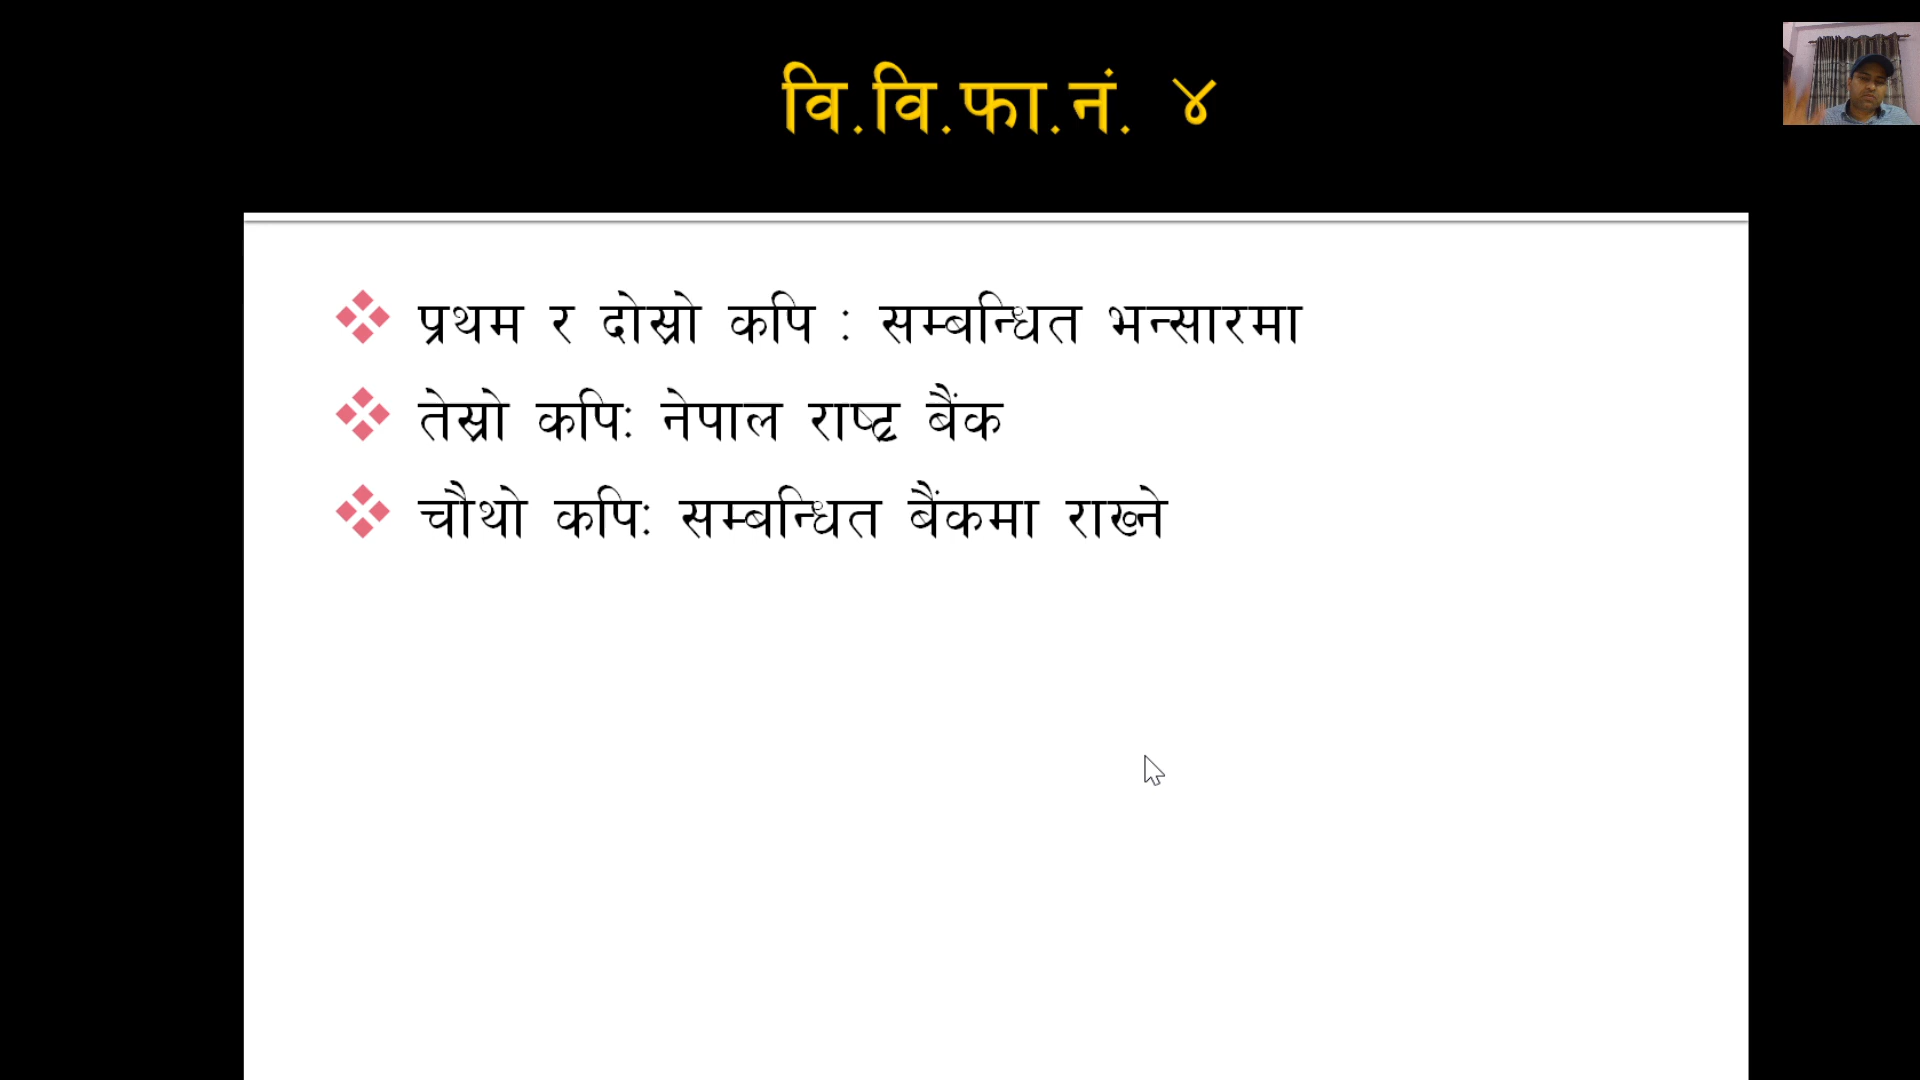 वि.वि.फा.नं. ४
प्रथम र दोस्रो कपि : सम्बन्धित भन्सारमा
तेस्रो कपिः नेपाल राष्ट्र बैंक
चौथो कपिः सम्बन्धित बैंकमा राख्ने